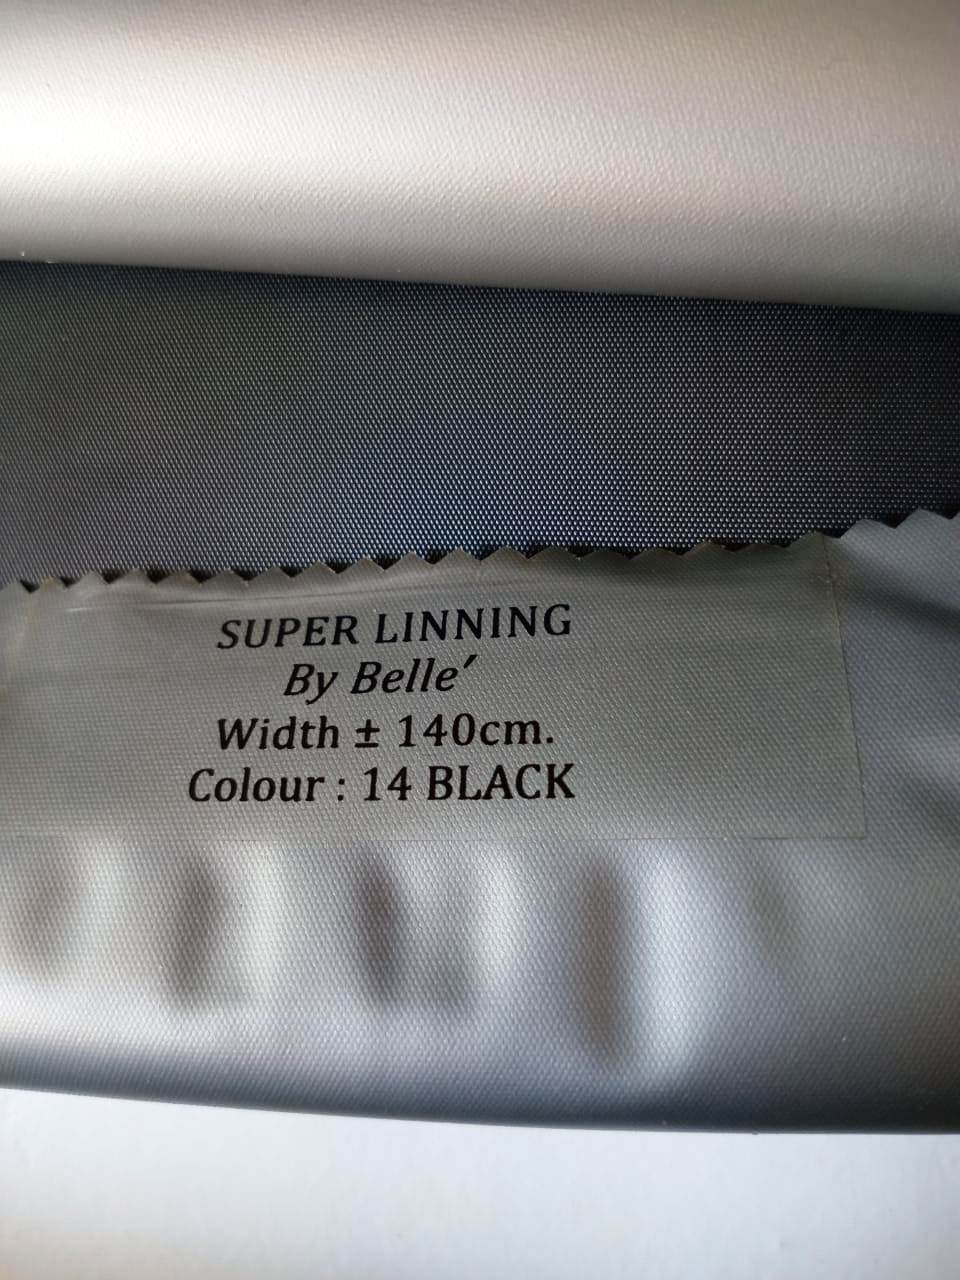 SUPER LINNING
By Belle′
Width ± 140cm.
Colour : 14 BLACK